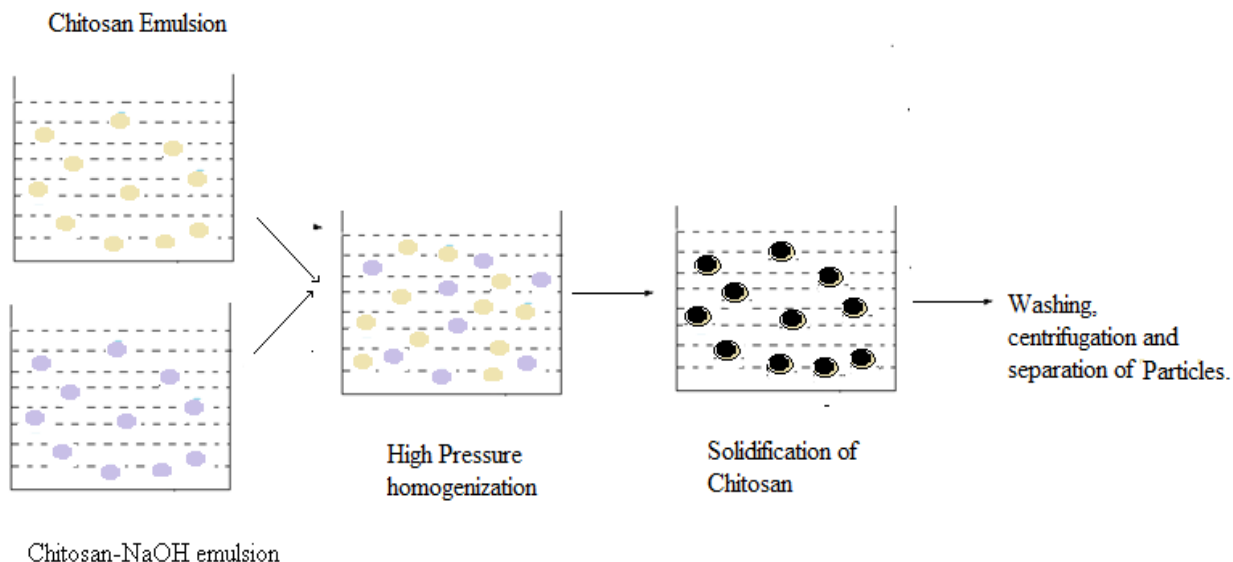 Chitosan Emulsion
Chitosan-NaOH emulsion
High Pressure
homogenization
Solidification of
Chitosan
Washing,
centrifugation and
separation of Particles.